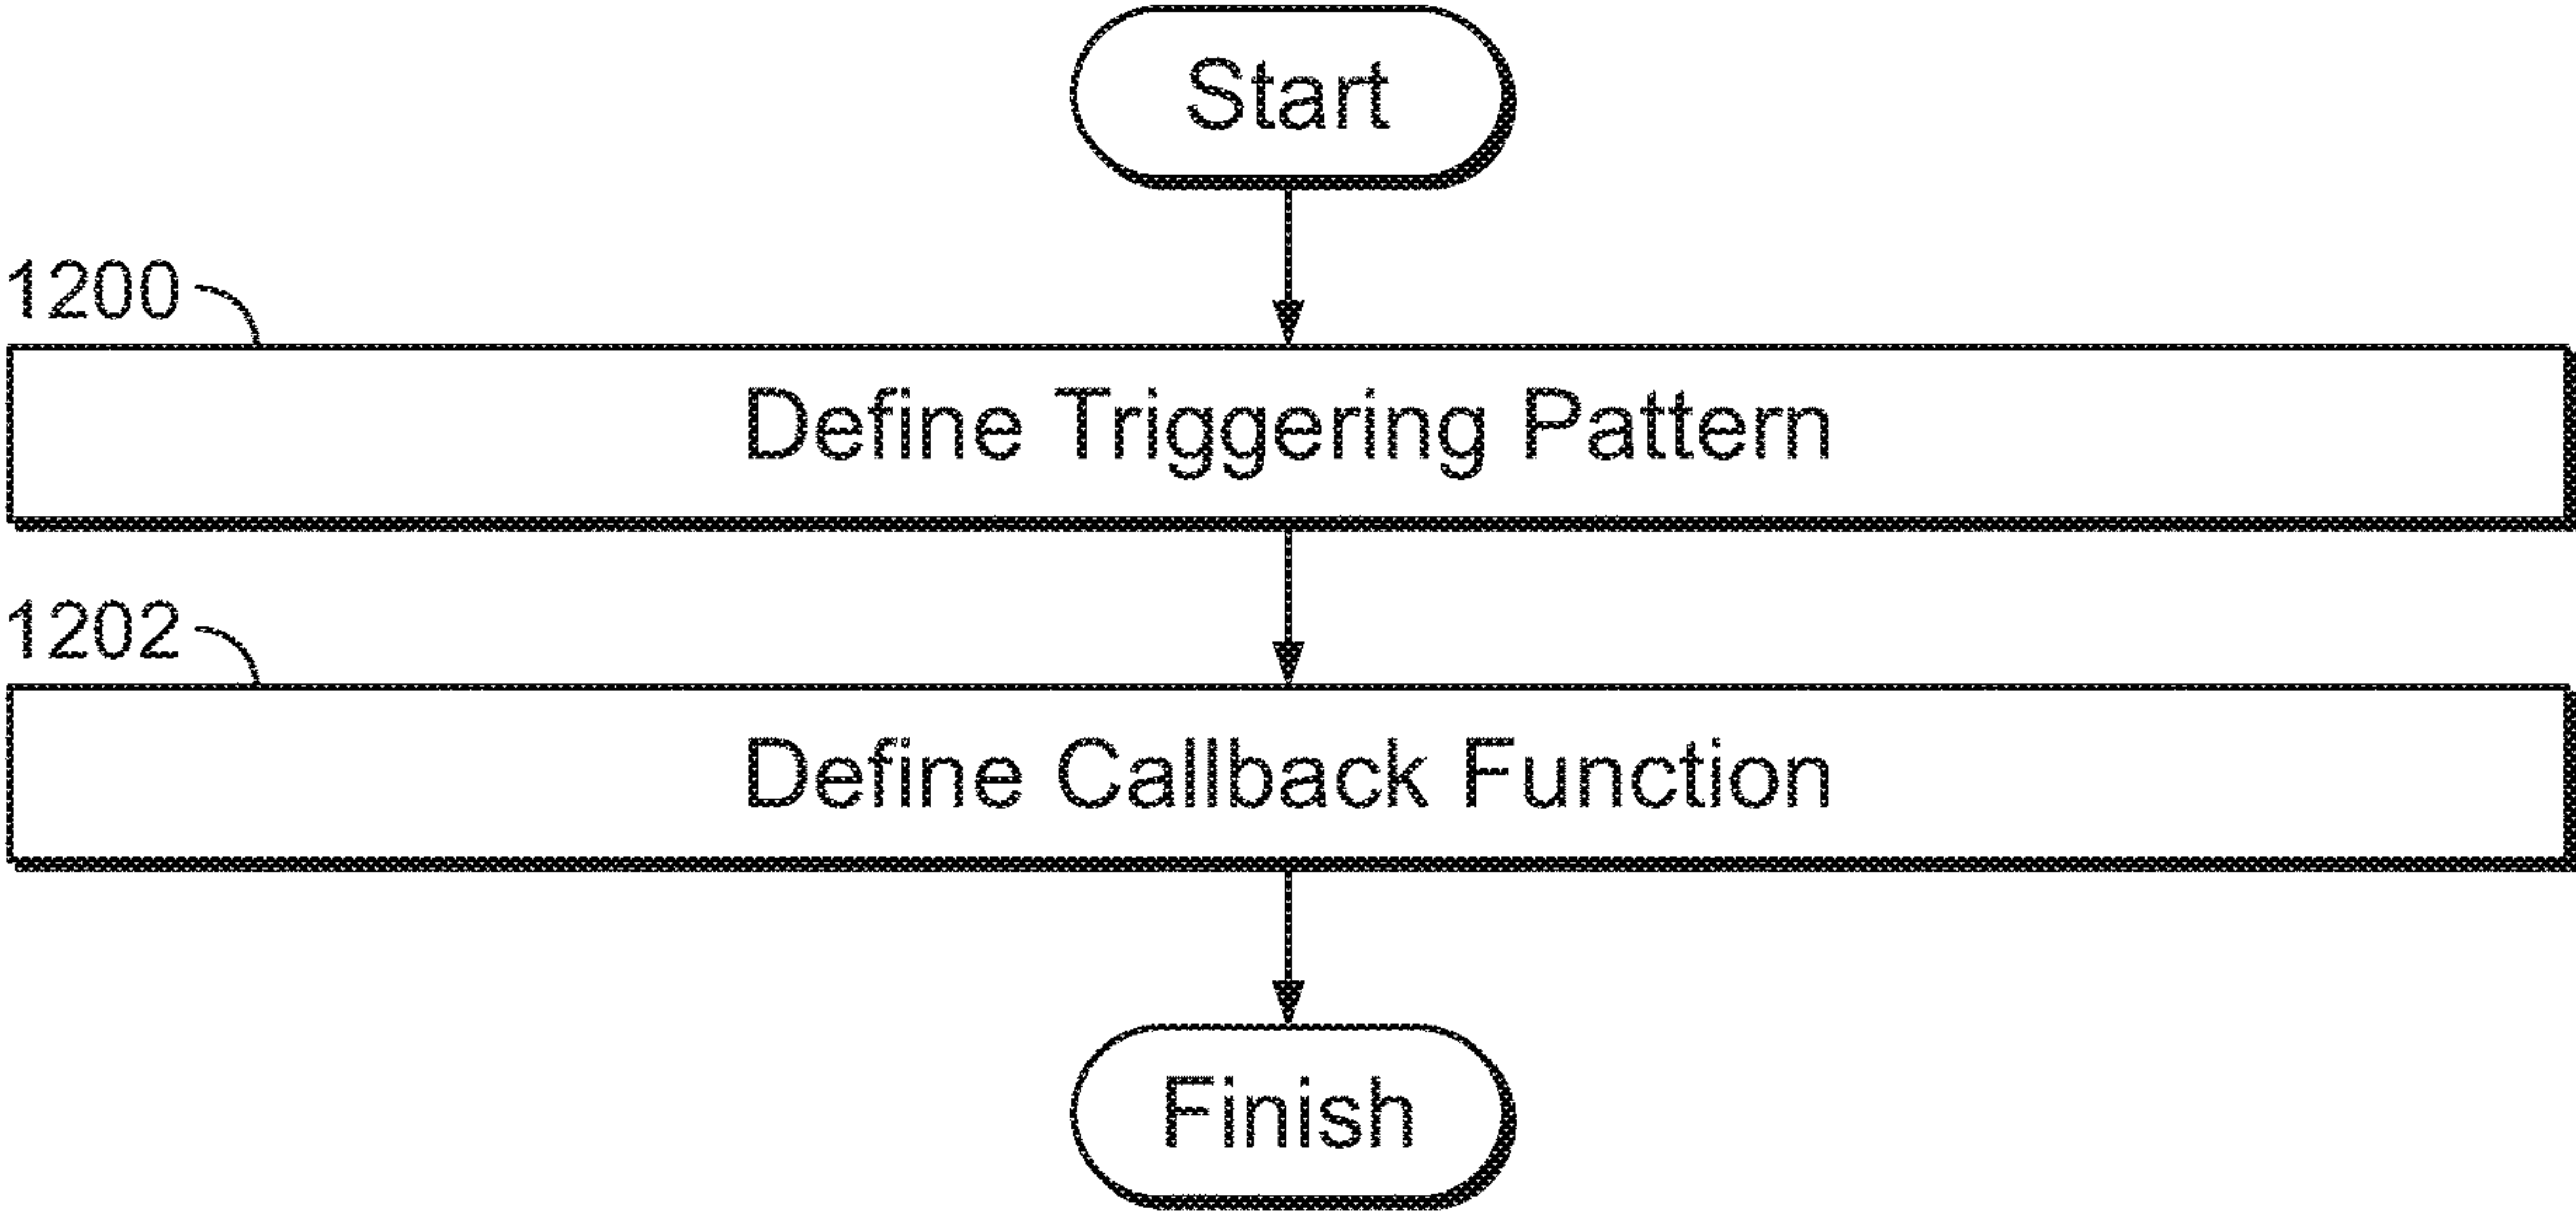 Start
1200
Define Triggering Pattern
1202
Define Callback Function
Finish